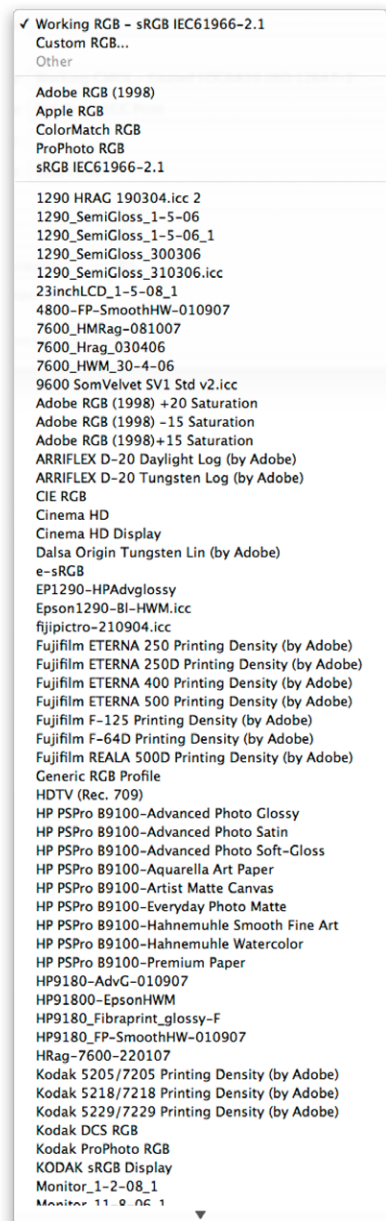 ✓ Working RGB - sRGB IEC61966-2.1
Custom RGB...
Other
Adobe RGB (1998)
Apple RGB
ColorMatch RGB
ProPhoto RGB
sRGB IEC61966-2.1
1290 HRAG 190304.icc 2
1290_SemiGloss_1-5-06
1290_SemiGloss_1-5-06_1
1290_SemiGloss_300306
1290_SemiGloss_310306.icc
23inchLCD_1-5-08_1
4800-FP-SmoothHW-010907
7600_HMRag-081007
7600_Hrag_030406
7600_HWM_30-4-06
9600 SomVelvet SV1 Std v2.icc
Adobe RGB (1998) +20 Saturation
Adobe RGB (1998) -15 Saturation
Adobe RGB (1998)+15 Saturation
ARRIFLEX D-20 Daylight Log (by Adobe)
ARRIFLEX D-20 Tungsten Log (by Adobe)
CIE RGB
Cinema HD
Cinema HD Display
Dalsa Origin Tungsten Lin (by Adobe)
e-sRGB
EP1290-HPAdvglossy
Epson1290-BI-HWM.icc
fijipictro-210904.icc
Fujifilm ETERNA 250 Printing Density (by Adobe)
Fujifilm ETERNA 250D Printing Density (by Adobe)
Fujifilm ETERNA 400 Printing Density (by Adobe)
Fujifilm ETERNA 500 Printing Density (by Adobe)
Fujifilm F-125 Printing Density (by Adobe)
Fujifilm F-64D Printing Density (by Adobe)
Fujifilm REALA 500D Printing Density (by Adobe)
Generic RGB Profile
HDTV (Rec. 709)
HP PSPro B9100-Advanced Photo Glossy
HP PSPro B9100-Advanced Photo Satin
HP PSPro B9100-Advanced Photo Soft-Gloss
HP PSPro B9100-Aquarella Art Paper
HP PSPro B9100-Artist Matte Canvas
HP PSPro B9100-Everyday Photo Matte
HP PSPro B9100-Hahnemuhle Smooth Fine Art
HP PSPro B9100-Hahnemuhle Watercolor
HP PSPro B9100-Premium Paper
HP9180-AdvG-010907
HP91800-EpsonHWM
HP9180_Fibraprint_glossy-F
HP9180_FP-SmoothHW-010907
HRag-7600-220107
Kodak 5205/7205 Printing Density (by Adobe)
Kodak 5218/7218 Printing Density (by Adobe)
Kodak 5229/7229 Printing Density (by Adobe)
Kodak DCS RGB
Kodak ProPhoto RGB
KODAK sRGB Display
Monitor_1-2-08_1
Monitor_11-8-06_1